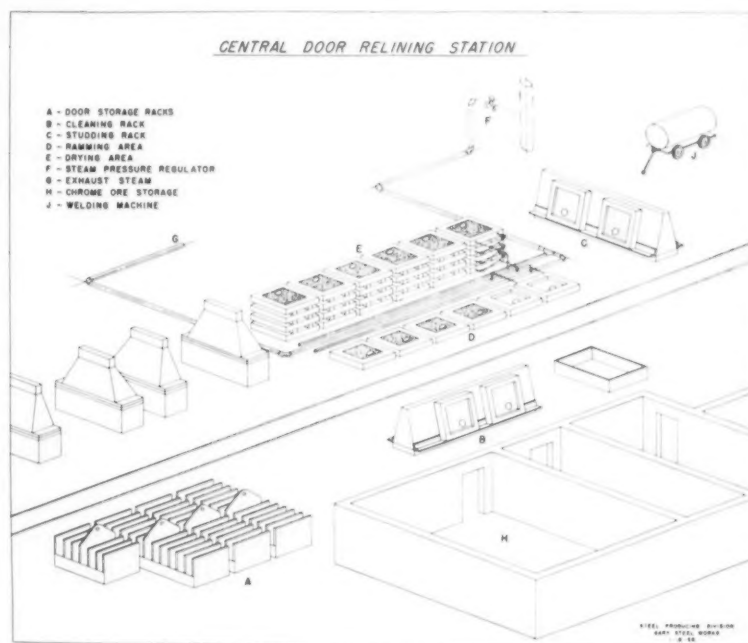 CENTRAL DOOR RELINING STATION
A - DOOR STORAGE RACKS
B - CLEANING RACK
C - STUDDING RACK
D - RAMMING AREA
E - DRYING AREA
F - STEAM PRESSURE REGULATOR
G - EXHAUST STEAM
H - CHROME ORE STORAGE
J - WELDING MACHINE
F
J
C
G
E
D
B
H
A
STEEL PRODUCING DIVISION
GARY STEEL WORKS